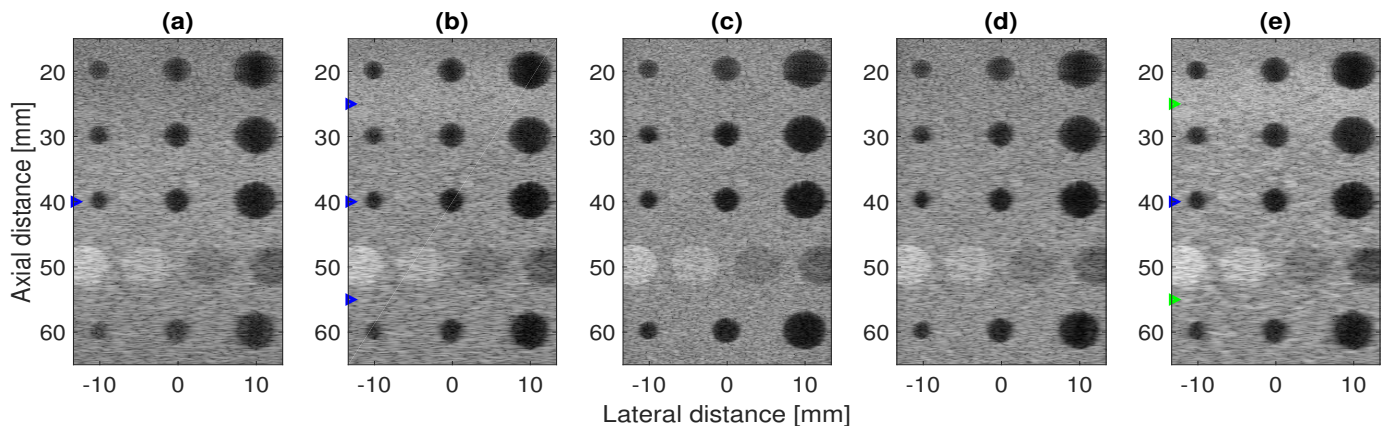 (a) (b) (c) (d) (e)
Axial distance [mm]
20 20 20 20 20
30 30 30 30 30
40 40 40 40 40
50 50 50 50 50
60 60 60 60 60
-10 0 10 -10 0 10 -10 0 10 -10 0 10 -10 0 10
Lateral distance [mm]